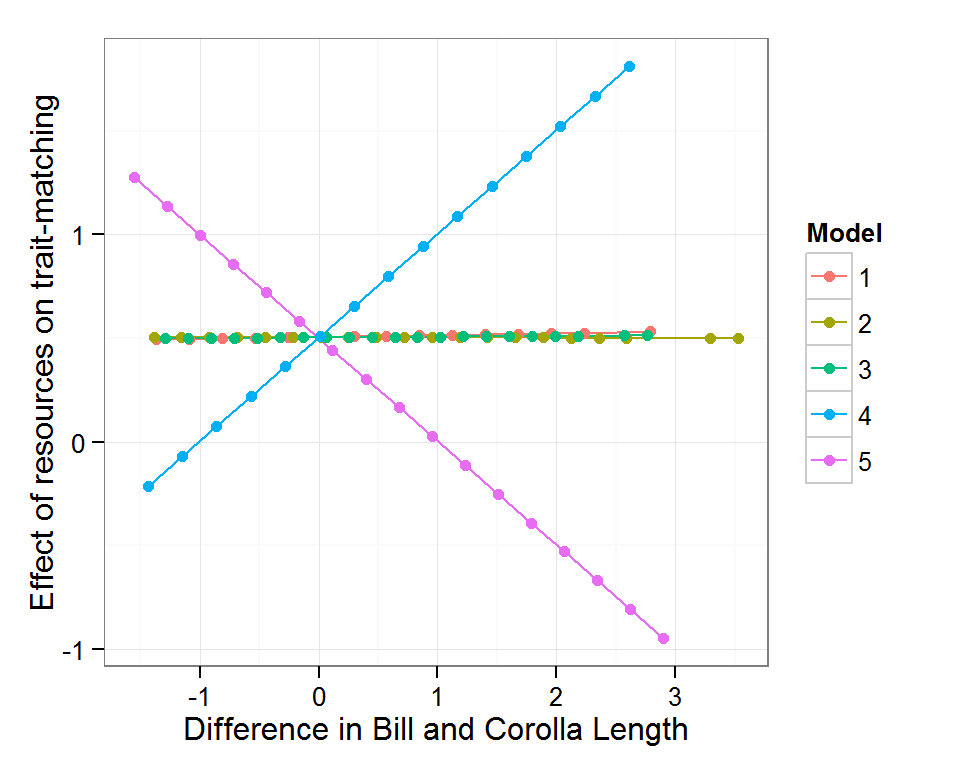 Effect of resources on trait-matching
1
0
-1
-1 0 1 2 3
Difference in Bill and Corolla Length
Model
1
2
3
4
5